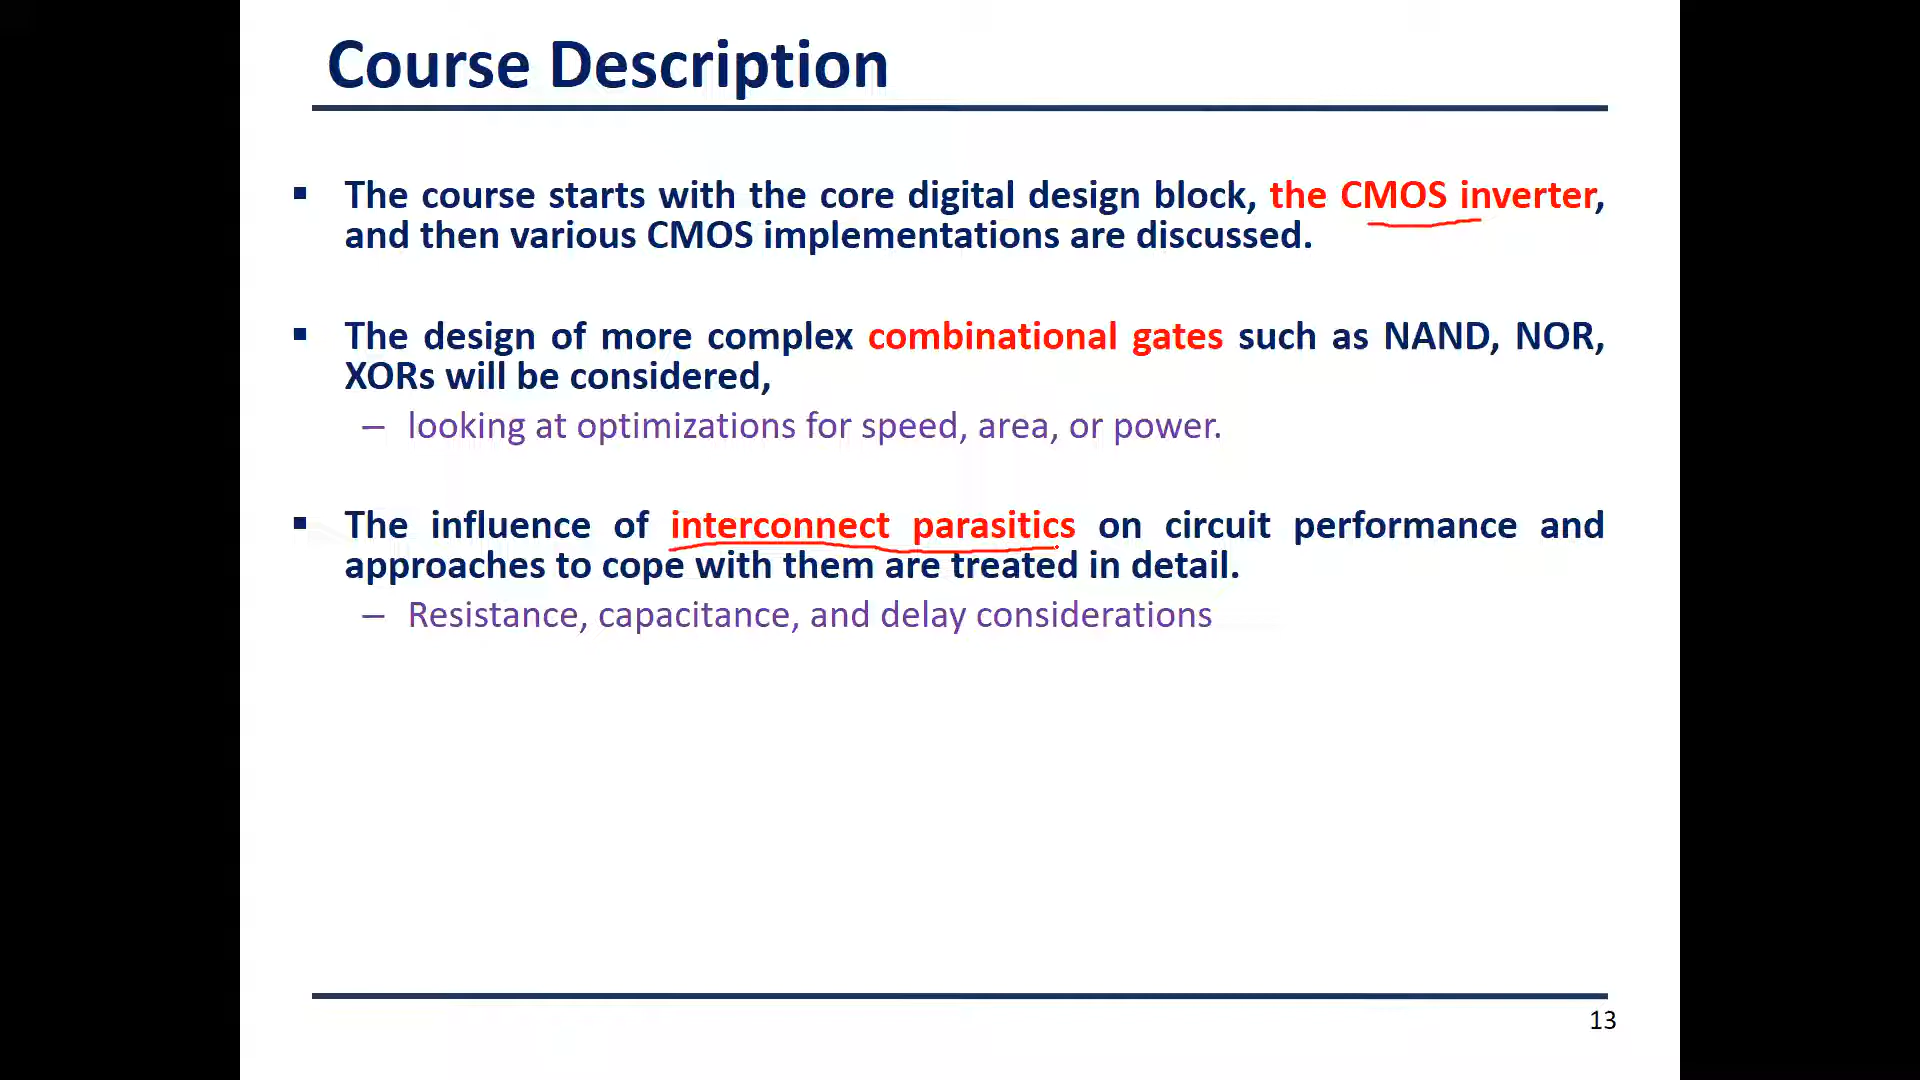 Course Description
▪ The course starts with the core digital design block, the CMOS inverter,
and then various CMOS implementations are discussed.
▪ The design of more complex combinational gates such as NAND, NOR,
XORs will be considered,
– looking at optimizations for speed, area, or power.
▪ The influence of interconnect parasitics on circuit performance and
approaches to cope with them are treated in detail.
– Resistance, capacitance, and delay considerations
13